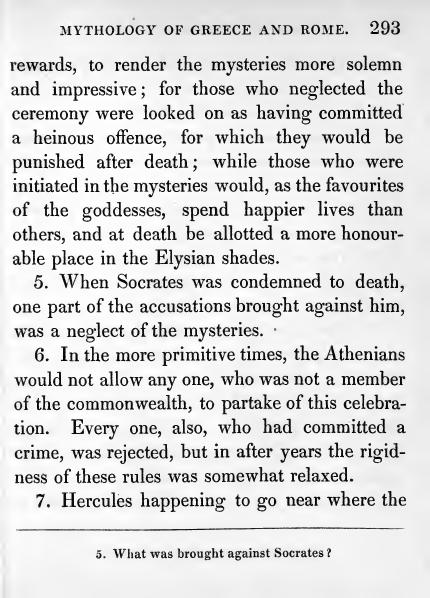 MYTHOLOGY OF GREECE AND ROME. 293
rewards, to render the mysteries more solemn
and impressive; for those who neglected the
ceremony were looked on as having committed
a heinous offence, for which they would be
punished after death; while those who were
initiated in the mysteries would, as the favourites
of the goddesses, spend happier lives than
others, and at death be allotted a more honour-
able place in the Elysian shades.
5. When Socrates was condemned to death,
one part of the accusations brought against him,
was a neglect of the mysteries.
6. In the more primitive times, the Athenians
would not allow any one, who was not a member
of the commonwealth, to partake of this celebra-
tion. Every one, also, who had committed a
crime, was rejected, but in after years the rigid-
ness of these rules was somewhat relaxed.
7. Hercules happening to go near where the
5. What was brought against Socrates?